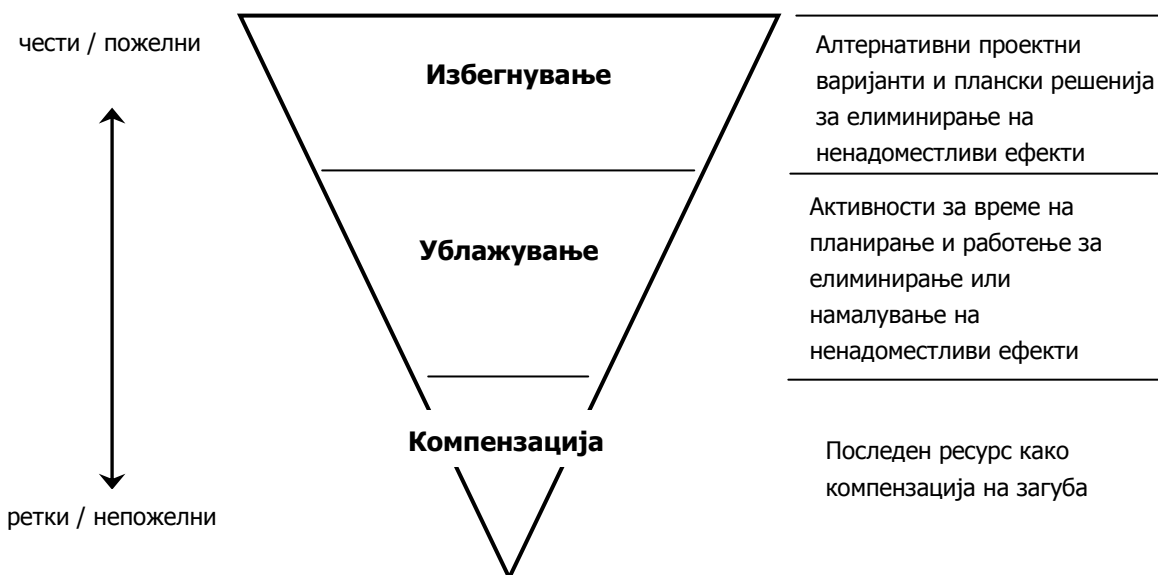 чести / пожелни
Избегнување
Алтернативни проектни
варијанти и плански решенија
за елиминирање на
ненадоместливи ефекти
Ублажување
Активности за време на
планирање и работење за
елиминирање или
намалување на
ненадоместливи ефекти
Компензација
Последен ресурс како
компензација на загуба
ретки / непожелни